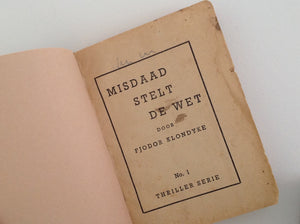 MISDAAD
STELT
DE WET
DOOR
FJODOR KLONDYKE
No. 1
THRILLER SERIE